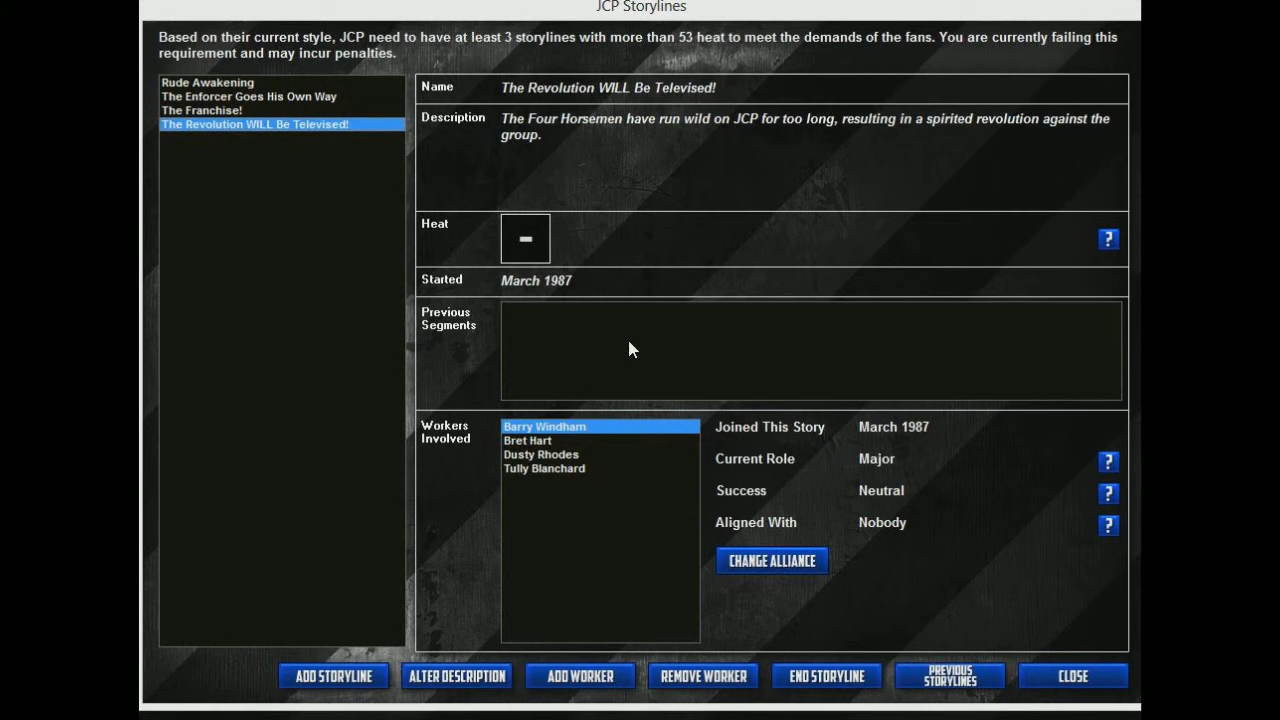 JCP Storylines
Based on their current style, JCP need to have at least 3 storylines with more than 53 heat to meet the demands of the fans. You are currently failing this
requirement and may incur penalties.
Rude Awakening
The Enforcer Goes His Own Way
The Franchise!
The Revolution WILL Be Televised!
Name
The Revolution WILL Be Televised!
Description
The Four Horsemen have run wild on JCP for too long, resulting in a spirited revolution against the
group.
Heat
-
?
Started
March 1987
Previous
Segments
Workers
Involved
Barry Windham
Bret Hart
Dusty Rhodes
Tully Blanchard
Joined This Story
March 1987
Current Role
Major
?
Success
Neutral
?
Aligned With
Nobody
?
CHANGE ALLIANCE
ADD STORYLINE
ALTER DESCRIPTION
ADD WORKER
REMOVE WORKER
END STORYLINE
PREVIOUS
STORYLINES
CLOSE